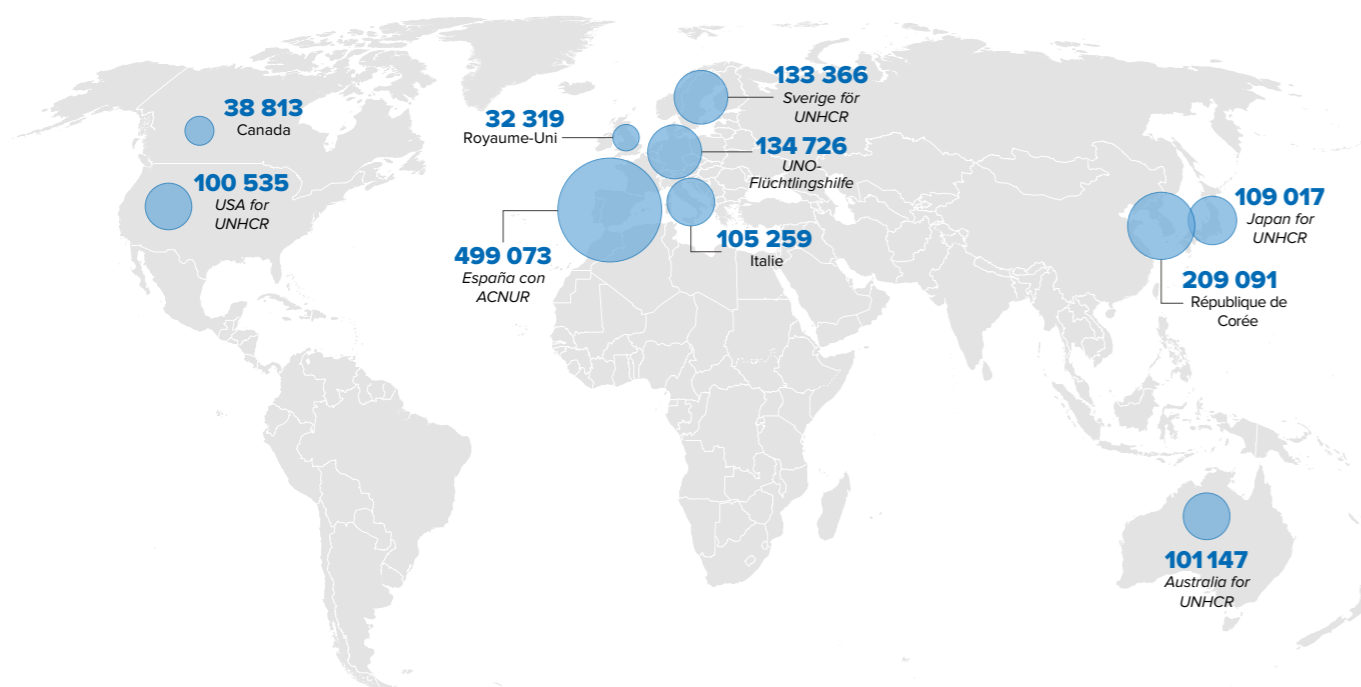 38 813
Canada
100 535
USA for
UNHCR
32 319
Royaume-Uni
133 366
Sverige för
UNHCR
134 726
UNO-
Flüchtlingshilfe
499 073
España con
ACNUR
105 259
Italie
109 017
Japan for
UNHCR
209 091
République de
Corée
101 147
Australia for
UNHCR